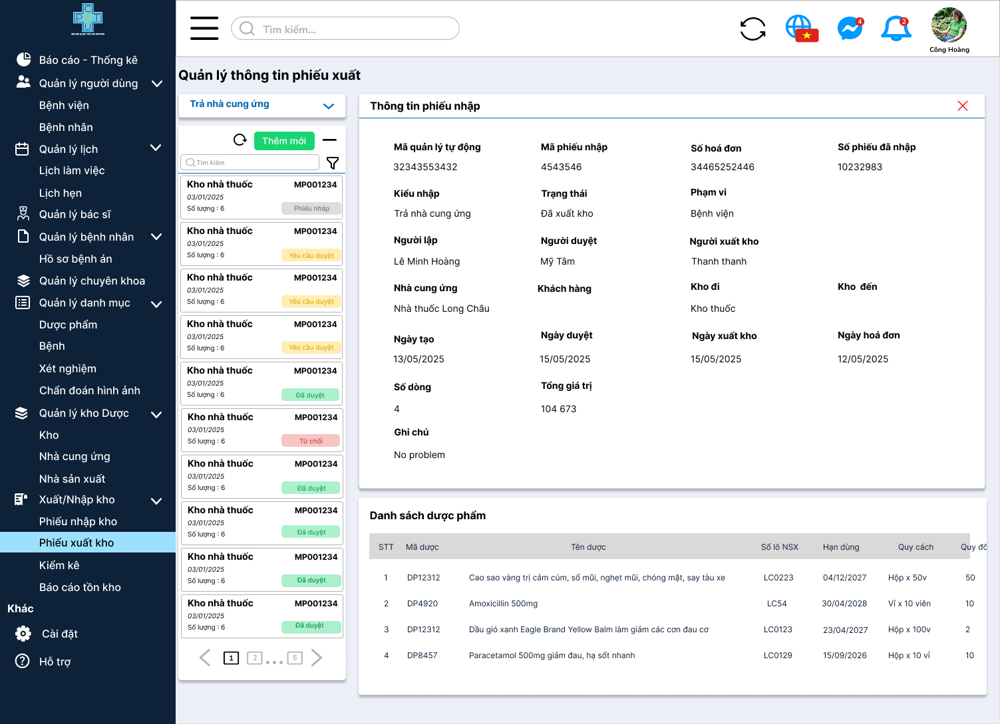 Báo cáo - Thống kê
Quản lý người dùng
Bệnh viện
Bệnh nhân
Quản lý lịch
Lịch làm việc
Lịch hẹn
Quản lý bác sĩ
Quản lý bệnh nhân
Hồ sơ bệnh án
Quản lý chuyên khoa
Quản lý danh mục
Dược phẩm
Bệnh
Xét nghiệm
Chẩn đoán hình ảnh
Quản lý kho Dược
Kho
Nhà cung ứng
Nhà sản xuất
Xuất/Nhập kho
Phiếu nhập kho
Phiếu xuất kho
Kiểm kê
Báo cáo tồn kho
Khác
Cài đặt
Hỗ trợ
Tìm kiếm...
4
2
Công Hoàng
Quản lý thông tin phiếu xuất
Trả nhà cung ứng
Thêm mới
Tìm kiếm
Kho nhà thuốc MP001234
03/01/2025
Số lượng : 6 Phiếu nháp
Kho nhà thuốc MP001234
03/01/2025
Số lượng : 6 Yêu cầu duyệt
Kho nhà thuốc MP001234
03/01/2025
Số lượng : 6 Yêu cầu duyệt
Kho nhà thuốc MP001234
03/01/2025
Số lượng : 6 Yêu cầu duyệt
Kho nhà thuốc MP001234
03/01/2025
Số lượng : 6 Đã duyệt
Kho nhà thuốc MP001234
03/01/2025
Số lượng : 6 Từ chối
Kho nhà thuốc MP001234
03/01/2025
Số lượng : 6 Đã duyệt
Kho nhà thuốc MP001234
03/01/2025
Số lượng : 6 Đã duyệt
Kho nhà thuốc MP001234
03/01/2025
Số lượng : 6 Đã duyệt
Kho nhà thuốc MP001234
03/01/2025
Số lượng : 6 Đã duyệt
1 2 ... 5
Thông tin phiếu nhập
Mã quản lý tự động Mã phiếu nhập Số hoá đơn Số phiếu đã nhập
32343553432 4543546 34465252446 10232983
Kiểu nhập Trạng thái Phạm vi
Trả nhà cung ứng Đã xuất kho Bệnh viện
Người lập Người duyệt Người xuất kho
Lê Minh Hoàng Mỹ Tâm Thanh thanh
Nhà cung ứng Khách hàng Kho đi Kho đến
Nhà thuốc Long Châu Kho thuốc
Ngày tạo Ngày duyệt Ngày xuất kho Ngày hoá đơn
13/05/2025 15/05/2025 15/05/2025 12/05/2025
Số dòng Tổng giá trị
4 104 673
Ghi chú
No problem
Danh sách dược phẩm
STT Mã dược Tên dược Số lô NSX Hạn dùng Quy cách Quy đổ
1 DP12312 Cao sao vàng trị cảm cúm, sổ mũi, nghẹt mũi, chóng mặt, say tàu xe LC0223 04/12/2027 Hộp x 50v 50
2 DP4920 Amoxicillin 500mg LC54 30/04/2028 Vỉ x 10 viên 10
3 DP12312 Dầu gió xanh Eagle Brand Yellow Balm làm giảm các cơn đau cơ LC0123 23/04/2027 Hộp x 100v 2
4 DP8457 Paracetamol 500mg giảm đau, hạ sốt nhanh LC0129 15/09/2026 Hộp x 10 vỉ 10